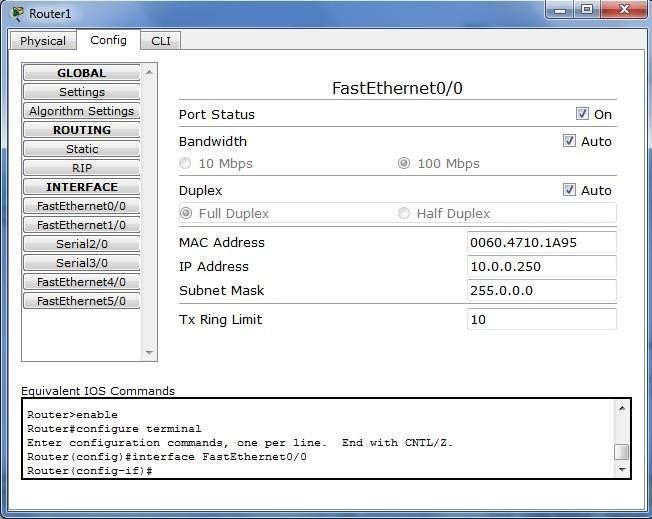 Router1
Physical Config CLI
GLOBAL
Settings
Algorithm Settings
ROUTING
Static
RIP
INTERFACE
FastEthernet0/0
FastEthernet1/0
Serial2/0
Serial3/0
FastEthernet4/0
FastEthernet5/0
FastEthernet0/0
Port Status On
Bandwidth Auto
10 Mbps 100 Mbps
Duplex Auto
Full Duplex Half Duplex
MAC Address 0060.4710.1A95
IP Address 10.0.0.250
Subnet Mask 255.0.0.0
Tx Ring Limit 10
Equivalent IOS Commands
Router>enable
Router#configure terminal
Enter configuration commands, one per line.  End with CNTL/Z.
Router(config)#interface FastEthernet0/0
Router(config-if)#